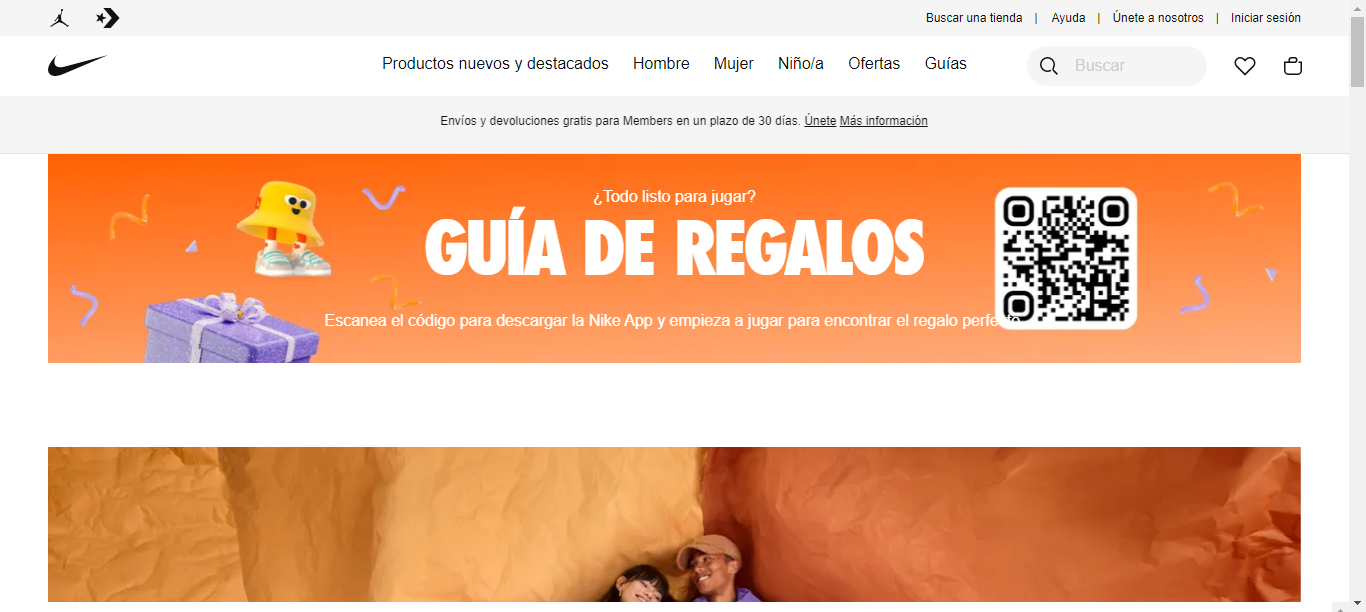 Buscar una tienda | Ayuda | Únete a nosotros | Iniciar sesión
Productos nuevos y destacados Hombre Mujer Niño/a Ofertas Guías Buscar
Envíos y devoluciones gratis para Members en un plazo de 30 días. Únete Más información
¿Todo listo para jugar?
GUÍA DE REGALOS
Escanea el código para descargar la Nike App y empieza a jugar para encontrar el regalo perfecto